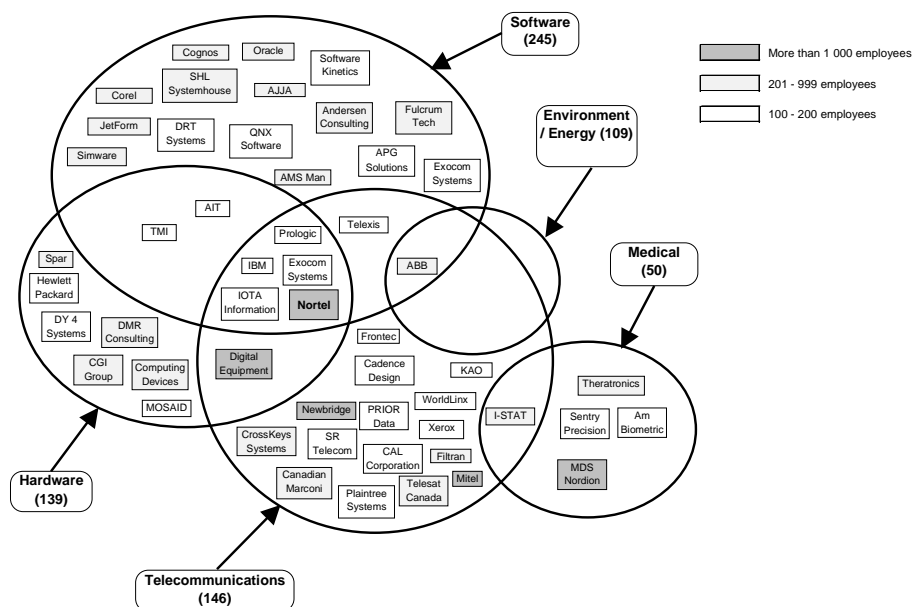 Software
(245)
More than 1 000 employees
201 - 999 employees
100 - 200 employees
Cognos
Oracle
Software
Kinetics
SHL
Systemhouse
AJJA
Corel
Andersen
Consulting
Fulcrum
Tech
JetForm
DRT
Systems
QNX
Software
Simware
APG
Solutions
Exocom
Systems
AMS Man
Environment
/ Energy (109)
AIT
TMI
Telexis
Prologic
Medical
(50)
Spar
IBM
Exocom
Systems
ABB
Hewlett
Packard
IOTA
Information
Nortel
DY 4
Systems
DMR
Consulting
Frontec
CGI
Group
Computing
Devices
Digital
Equipment
Cadence
Design
KAO
Theratronics
MOSAID
Newbridge
PRIOR
Data
WorldLinx
I-STAT
Sentry
Precision
Am
Biometric
CrossKeys
Systems
SR
Telecom
Xerox
CAL
Corporation
Filtran
Hardware
(139)
Canadian
Marconi
Plaintree
Systems
Telesat
Canada
Mitel
MDS
Nordion
Telecommunications
(146)